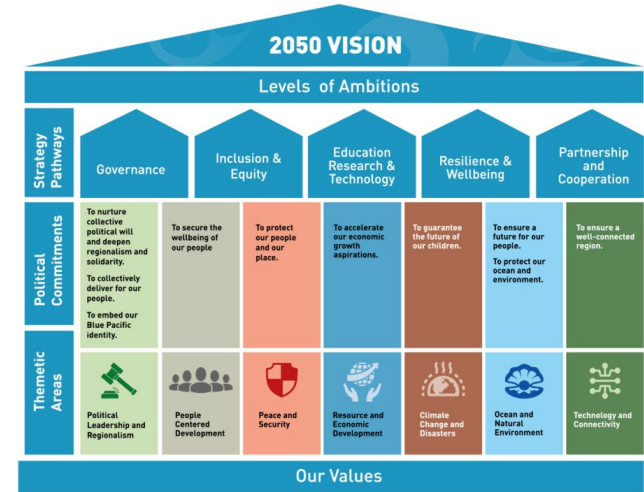 2050 VISION
Levels of Ambitions
Strategy
Pathways
Governance
Inclusion &
Equity
Education
Research &
Technology
Resilience &
Wellbeing
Partnership
and
Cooperation
Political
Commitments
To nurture
collective
political will
and deepen
regionalism and
solidarity.
To collectively
deliver for our
people.
To embed our
Blue Pacific
identity.
To secure the
wellbeing of
our people
To protect
our people
and our
place.
To accelerate
our economic
growth
aspirations.
To guarantee
the future of
our children.
To ensure a
future for our
people.
To protect our
ocean and
environment.
To ensure a
well-connected
region.
Themetic
Areas
Political
Leadership and
Regionalism
People
Centered
Development
Peace and
Security
Resource and
Economic
Development
Climate
Change and
Disasters
Ocean and
Natural
Environment
Technology and
Connectivity
Our Values